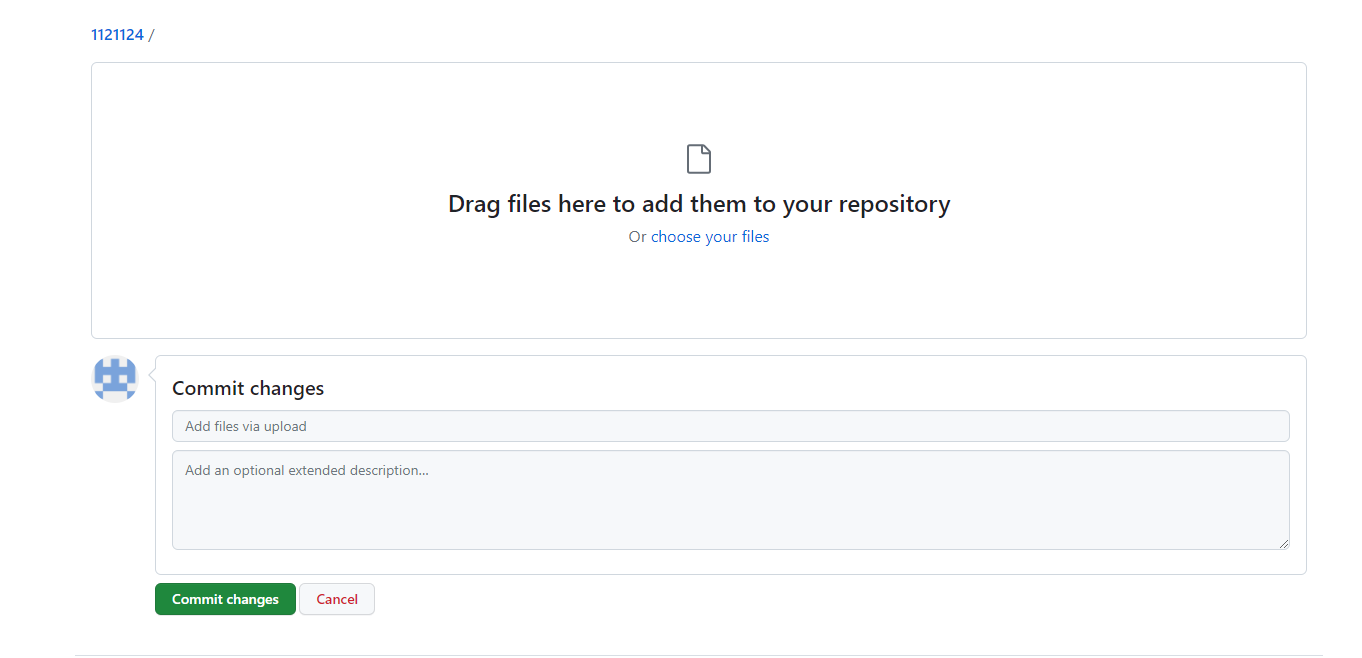 1121124 /
Drag files here to add them to your repository
Or choose your files
Commit changes
Add files via upload
Add an optional extended description...
Commit changes
Cancel